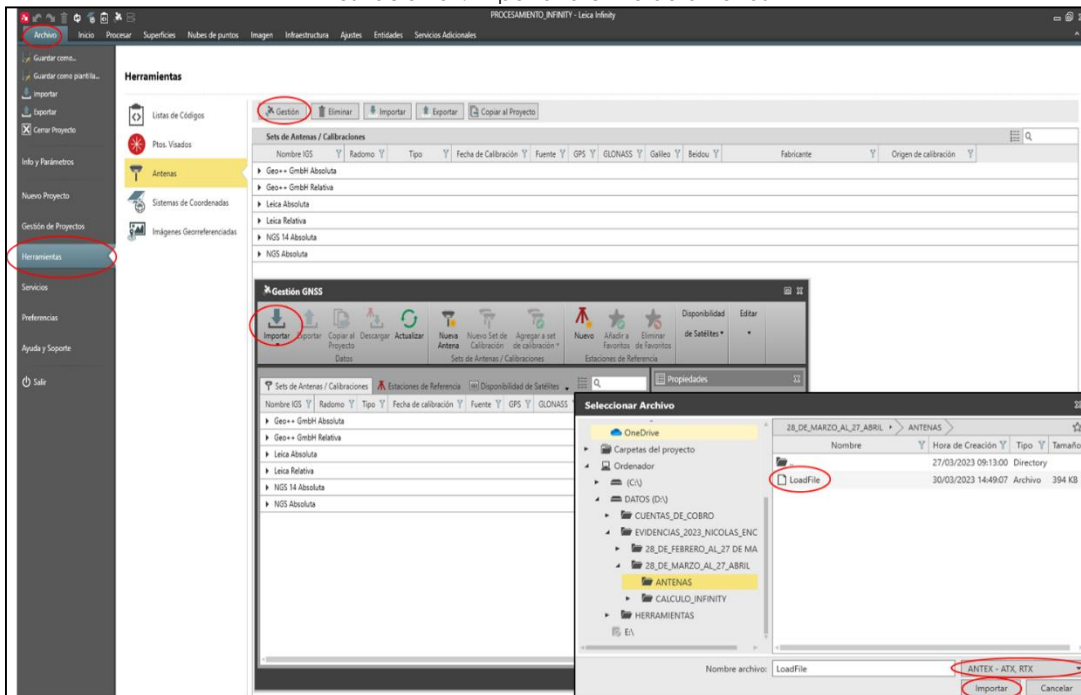 PROCESAMIENTO_INFINITY - Leica Infinity
Archivo Inicio Procesar Superficies Nubes de puntos Imagen Infraestructura Ajustes Entidades Servicios Adicionales
Guardar como...
Guardar como plantilla...
Importar
Exportar
Cerrar Proyecto
Info y Parámetros
Nuevo Proyecto
Gestión de Proyectos
Herramientas
Servicios
Preferencias
Ayuda y Soporte
Salir
Herramientas
Listas de Códigos
Ptos. Visados
Antenas
Sistemas de Coordenadas
Imágenes Georreferenciadas
Gestión Eliminar Importar Exportar Copiar al Proyecto
Sets de Antenas / Calibraciones
Nombre IGS Radomo Tipo Fecha de Calibración Fuente GPS GLONASS Galileo Beidou Fabricante Origen de calibración
Geo++ GmbH Absoluta
Geo++ GmbH Relativa
Leica Absoluta
Leica Relativa
NGS 14 Absoluta
NGS Absoluta
Gestión GNSS
Importar Exportar Copiar al Proyecto Descargar Actualizar
Datos
Nueva Antena Nuevo Set de Calibración Agregar a set de calibración
Sets de Antenas / Calibraciones
Nuevo Añadir a Favoritos Eliminar de Favoritos
Estaciones de Referencia
Disponibilidad de Satélites
Editar
Sets de Antenas / Calibraciones Estaciones de Referencia Disponibilidad de Satélites
Propiedades
Nombre IGS Radomo Tipo Fecha de calibración Fuente GPS GLONASS
Geo++ GmbH Absoluta
Geo++ GmbH Relativa
Leica Absoluta
Leica Relativa
NGS 14 Absoluta
NGS Absoluta
Seleccionar Archivo
OneDrive
Carpetas del proyecto
Ordenador
(C:\)
DATOS (D:\)
CUENTAS_DE_COBRO
EVIDENCIAS_2023_NICOLAS_ENC
28_DE_FEBRERO_AL_27 DE MA
28_DE_MARZO_AL_27_ABRIL
ANTENAS
CALCULO_INFINITY
HERRAMIENTAS
E:\
28_DE_MARZO_AL_27_ABRIL ANTENAS
Nombre Hora de Creación Tipo Tamaño
.. 27/03/2023 09:13:00 Directory
LoadFile 30/03/2023 14:49:07 Archivo 394 KB
Nombre archivo: LoadFile ANTEX - ATX, RTX
Importar Cancelar